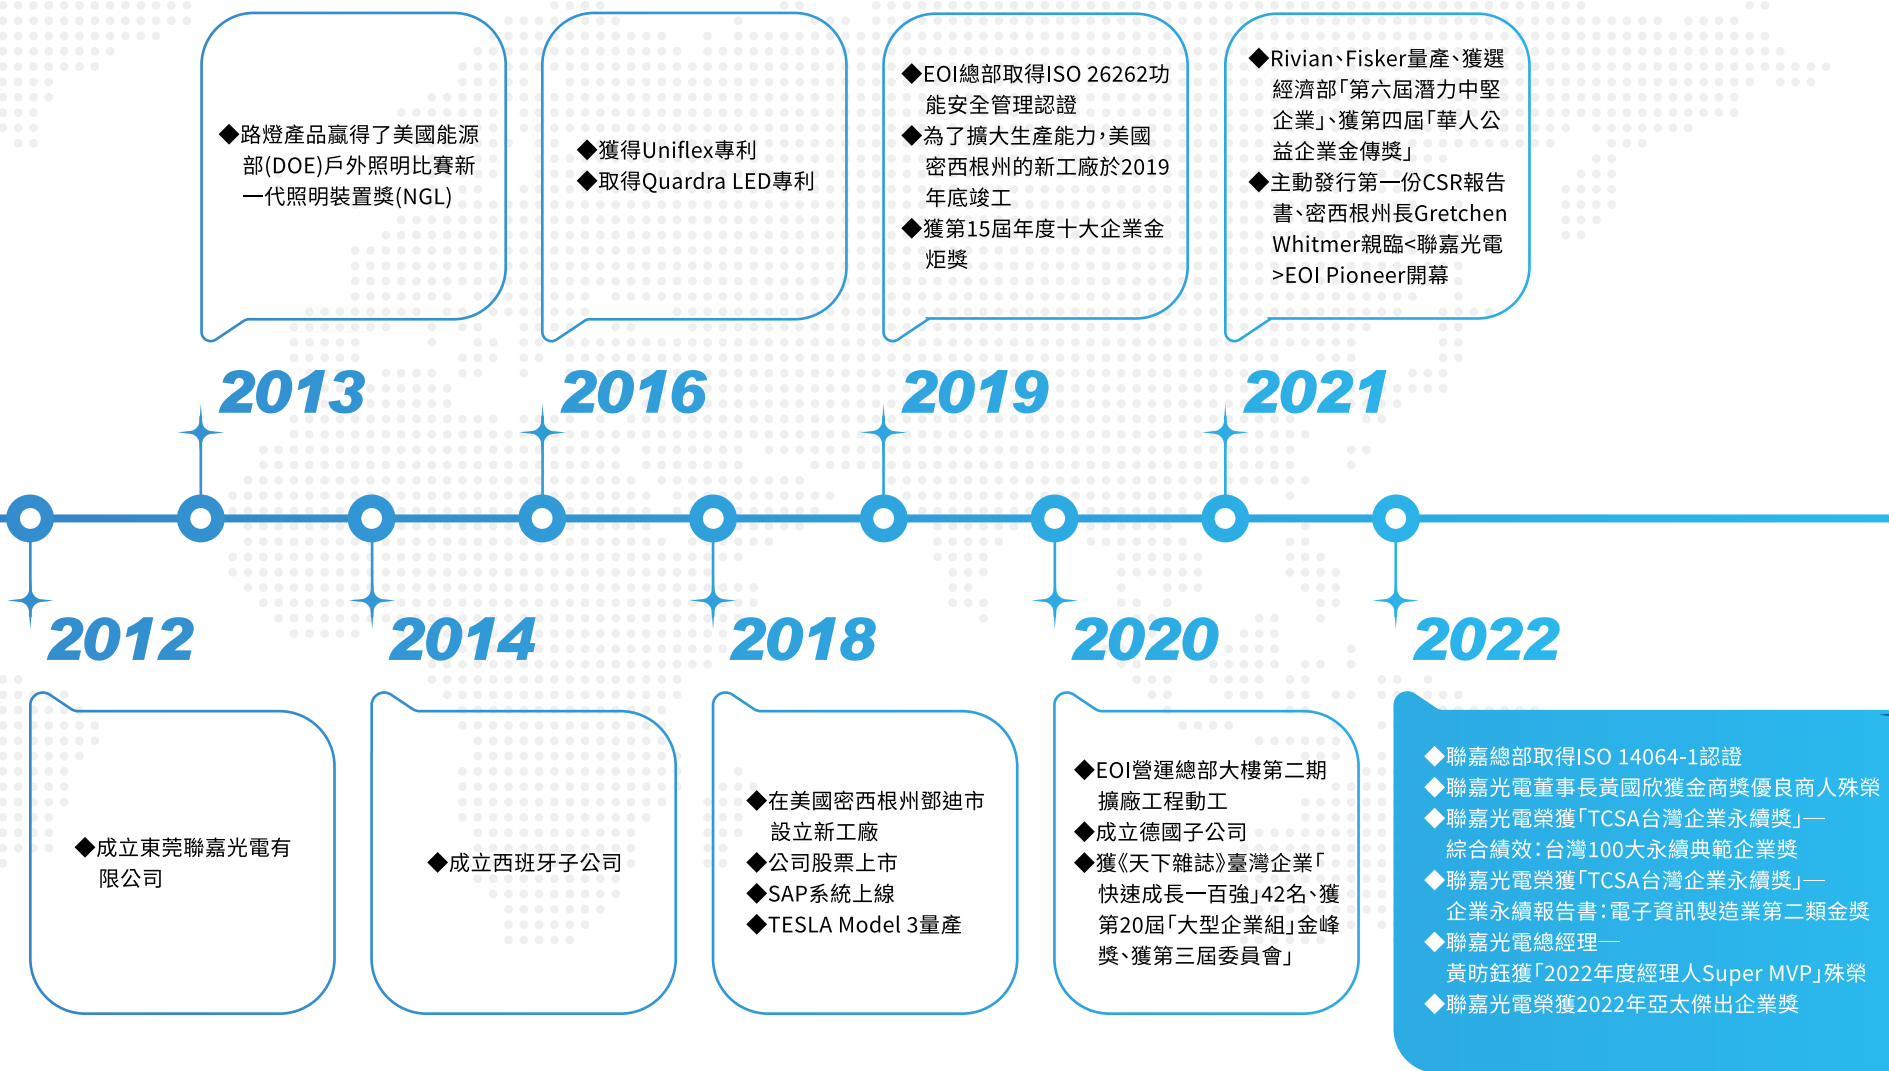 ◆路燈產品贏得了美國能源
部(DOE)戶外照明比賽新
一代照明裝置獎(NGL)
2013
◆獲得Uniflex專利
◆取得Quardra LED專利
2016
◆EOI總部取得ISO 26262功
能安全管理認證
◆為了擴大生產能力，美國
密西根州的新工廠於2019
年底竣工
◆獲第15屆年度十大企業金
炬獎
2019
◆Rivian、Fisker量產、獲選
經濟部「第六屆潛力中堅
企業」、獲第四屆「華人公
益企業金傳獎」
◆主動發行第一份CSR報告
書、密西根州長Gretchen
Whitmer親臨<聯嘉光電
>EOI Pioneer開幕
2021
2012
◆成立東莞聯嘉光電有
限公司
2014
◆成立西班牙子公司
2018
◆在美國密西根州鄧迪市
設立新工廠
◆公司股票上市
◆SAP系統上線
◆TESLA Model 3量產
2020
◆EOI營運總部大樓第二期
擴廠工程動工
◆成立德國子公司
◆獲《天下雜誌》臺灣企業「
快速成長一百強」42名、獲
第20屆「大型企業組」金峰
獎、獲第三屆委員會」
2022
◆聯嘉總部取得ISO 14064-1認證
◆聯嘉光電董事長黃國欣獲金商獎優良商人殊榮
◆聯嘉光電榮獲「TCSA台灣企業永續獎」—
綜合績效：台灣100大永續典範企業獎
◆聯嘉光電榮獲「TCSA台灣企業永續獎」—
企業永續報告書：電子資訊製造業第二類金獎
◆聯嘉光電總經理—
黃昉鈺獲「2022年度經理人Super MVP」殊榮
◆聯嘉光電榮獲2022年亞太傑出企業獎